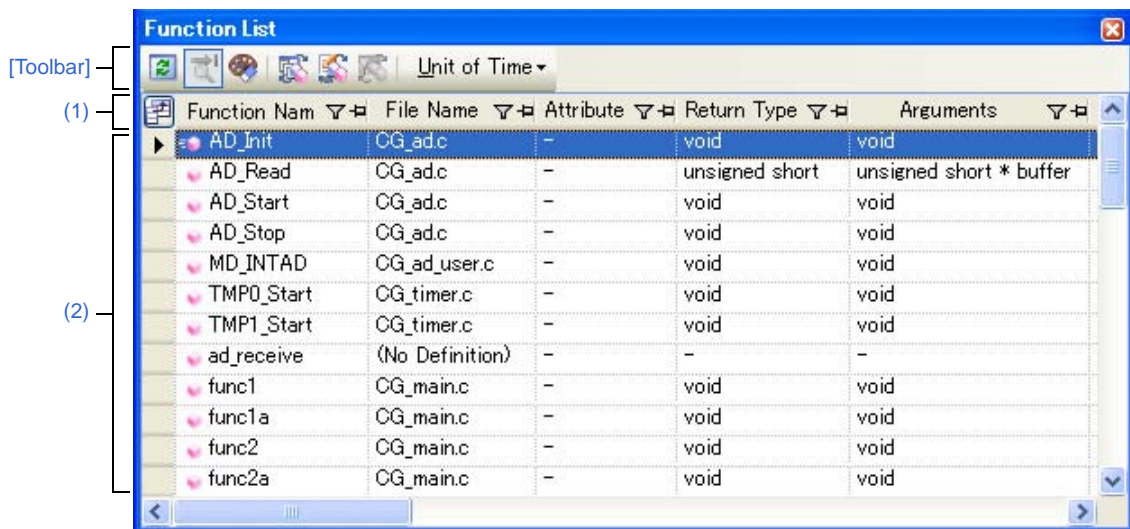 Function List
[Toolbar]
Unit of Time
(1)
Function Nam File Name Attribute Return Type Arguments
AD_Init CG_ad.c - void void
AD_Read CG_ad.c - unsigned short unsigned short * buffer
AD_Start CG_ad.c - void void
AD_Stop CG_ad.c - void void
MD_INTAD CG_ad_user.c - void void
(2)
TMP0_Start CG_timer.c - void void
TMP1_Start CG_timer.c - void void
ad_receive (No Definition) - - -
func1 CG_main.c - void void
func1a CG_main.c - void void
func2 CG_main.c - void void
func2a CG_main.c - void void